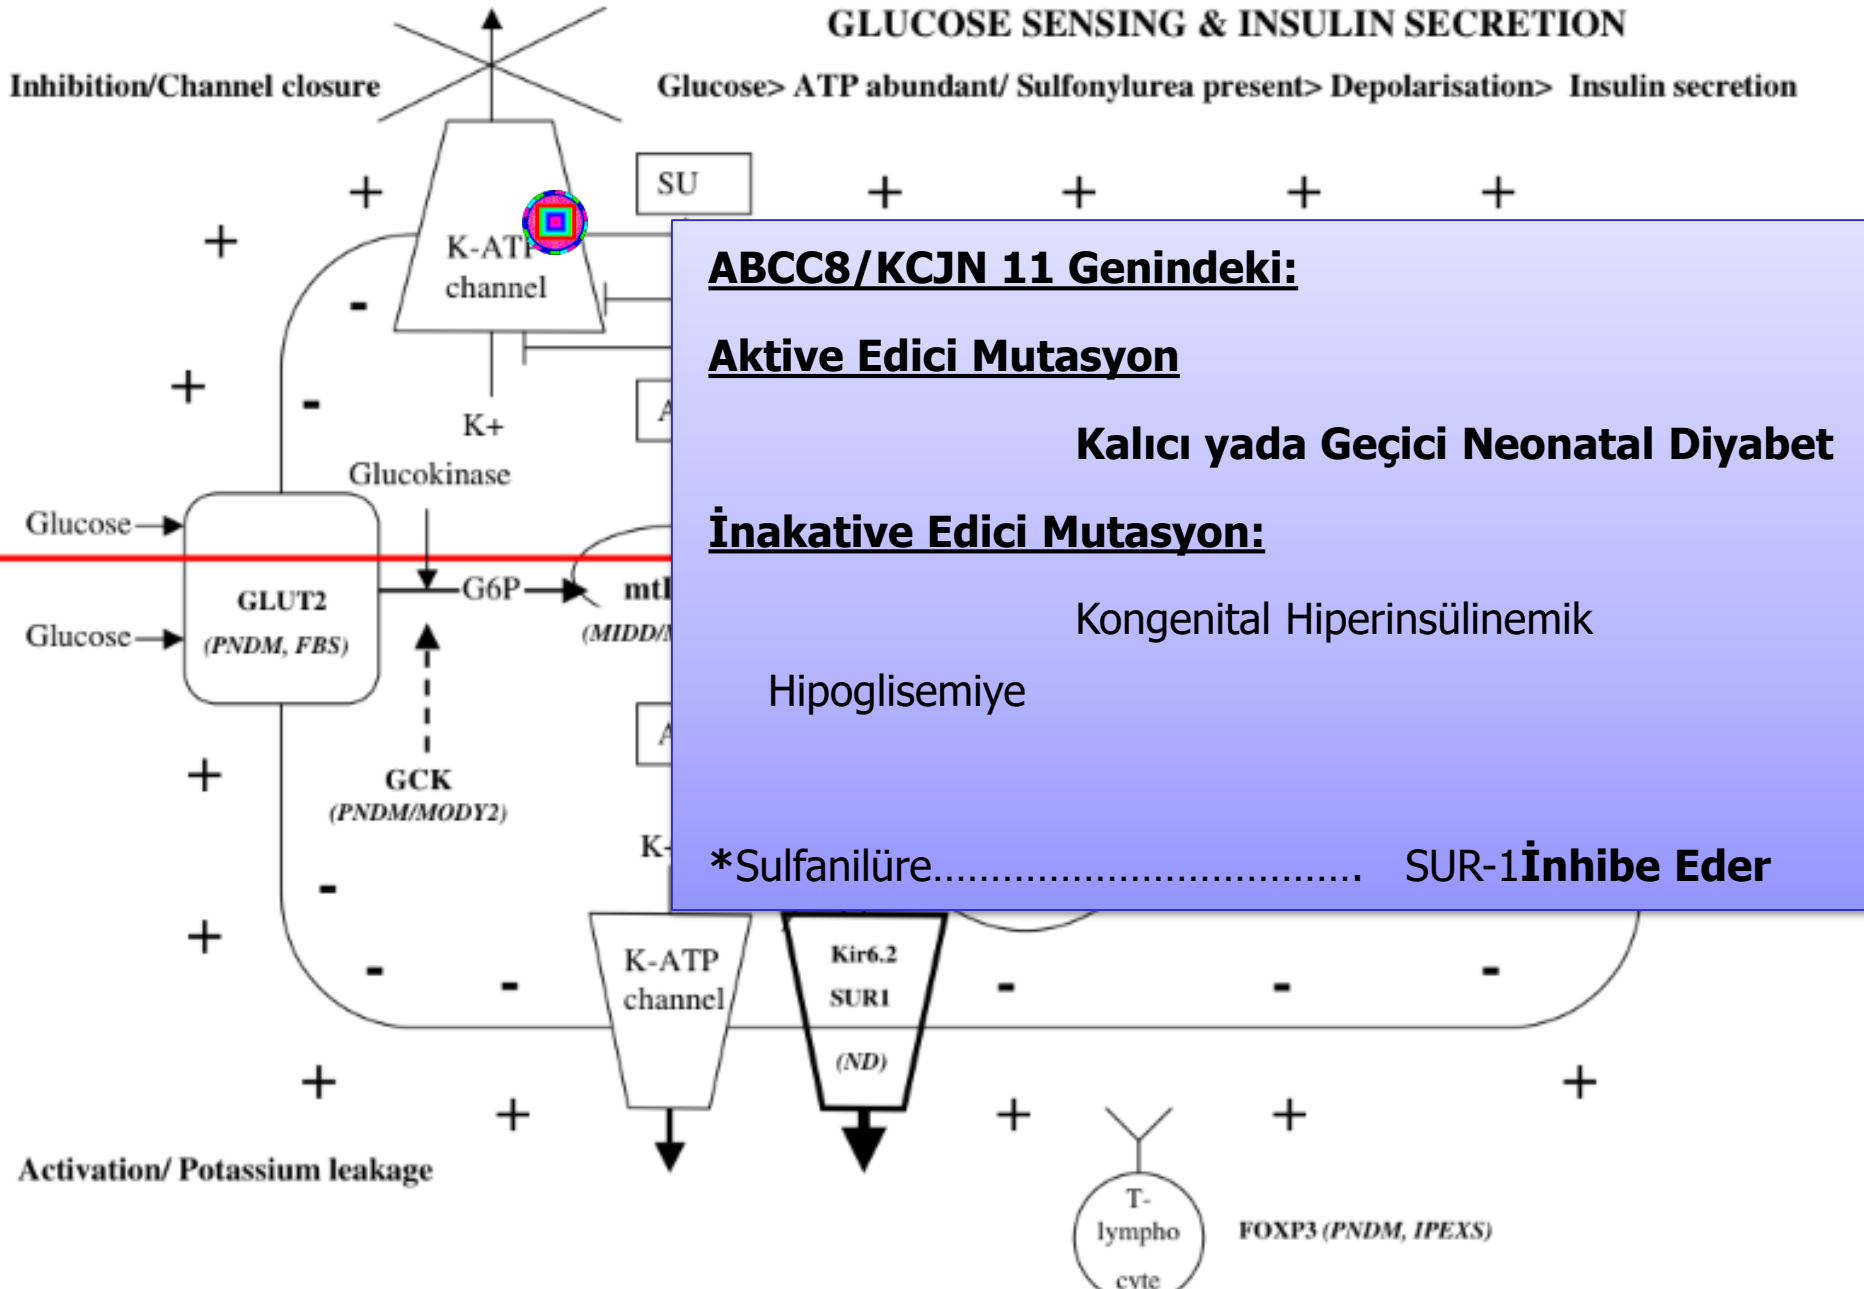 GLUCOSE SENSING & INSULIN SECRETION
Inhibition/Channel closure
Glucose> ATP abundant/ Sulfonylurea present> Depolarisation> Insulin secretion
+
SU
+
+
+
+
+
K-ATP
channel
-
+
-
K+
Glucokinase
Glucose
GLUT2
(PNDM, FBS)
Glucose
G6P
(MIDD/
GCK
(PNDM/MODY2)
ABCC8/KCJN 11 Genindeki:
Aktive Edici Mutasyon
Kalıcı yada Geçici Neonatal Diyabet
İnakative Edici Mutasyon:
Kongenital Hiperinsülinemik
Hipoglisemiye
*Sulfanilüre..................................... SUR-1İnhibe Eder
+
K-
-
+
-
-
K-ATP
channel
Kir6.2
SUR1
(ND)
-
-
-
+
+
+
+
+
Activation/ Potassium leakage
T-
lympho
cyte
FOXP3 (PNDM, IPEXS)